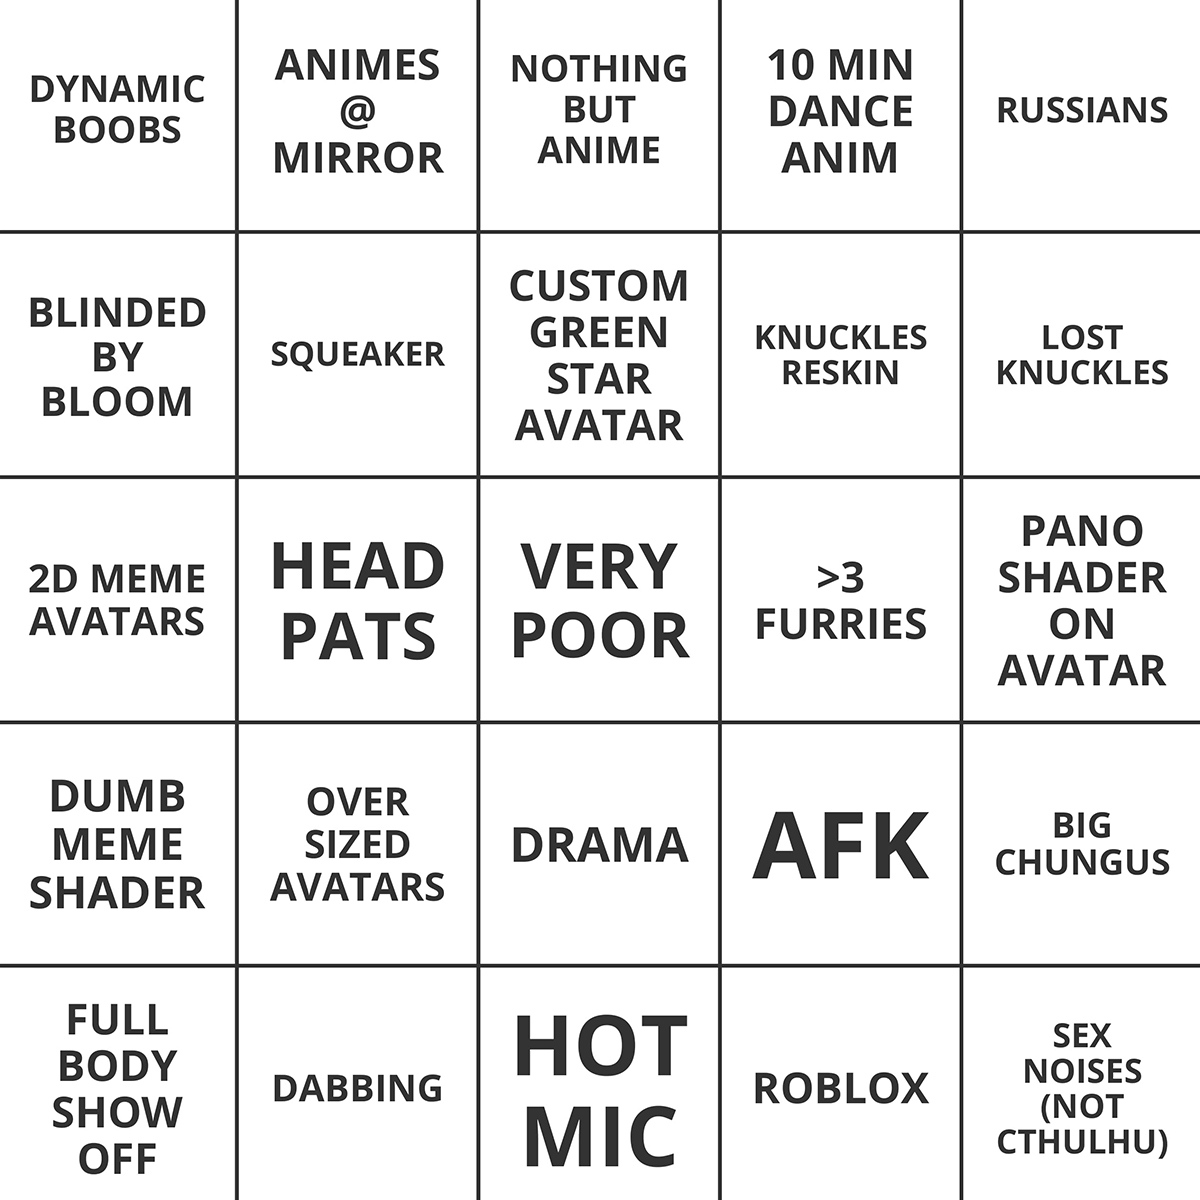 DYNAMIC
BOOBS
ANIMES
@
MIRROR
NOTHING
BUT
ANIME
10 MIN
DANCE
ANIM
RUSSIANS
BLINDED
BY
BLOOM
SQUEAKER
CUSTOM
GREEN
STAR
AVATAR
KNUCKLES
RESKIN
LOST
KNUCKLES
2D MEME
AVATARS
HEAD
PATS
VERY
POOR
>3
FURRIES
PANO
SHADER
ON
AVATAR
DUMB
MEME
SHADER
OVER
SIZED
AVATARS
DRAMA
AFK
BIG
CHUNGUS
FULL
BODY
SHOW
OFF
DABBING
HOT
MIC
ROBLOX
SEX
NOISES
(NOT
CTHULHU)